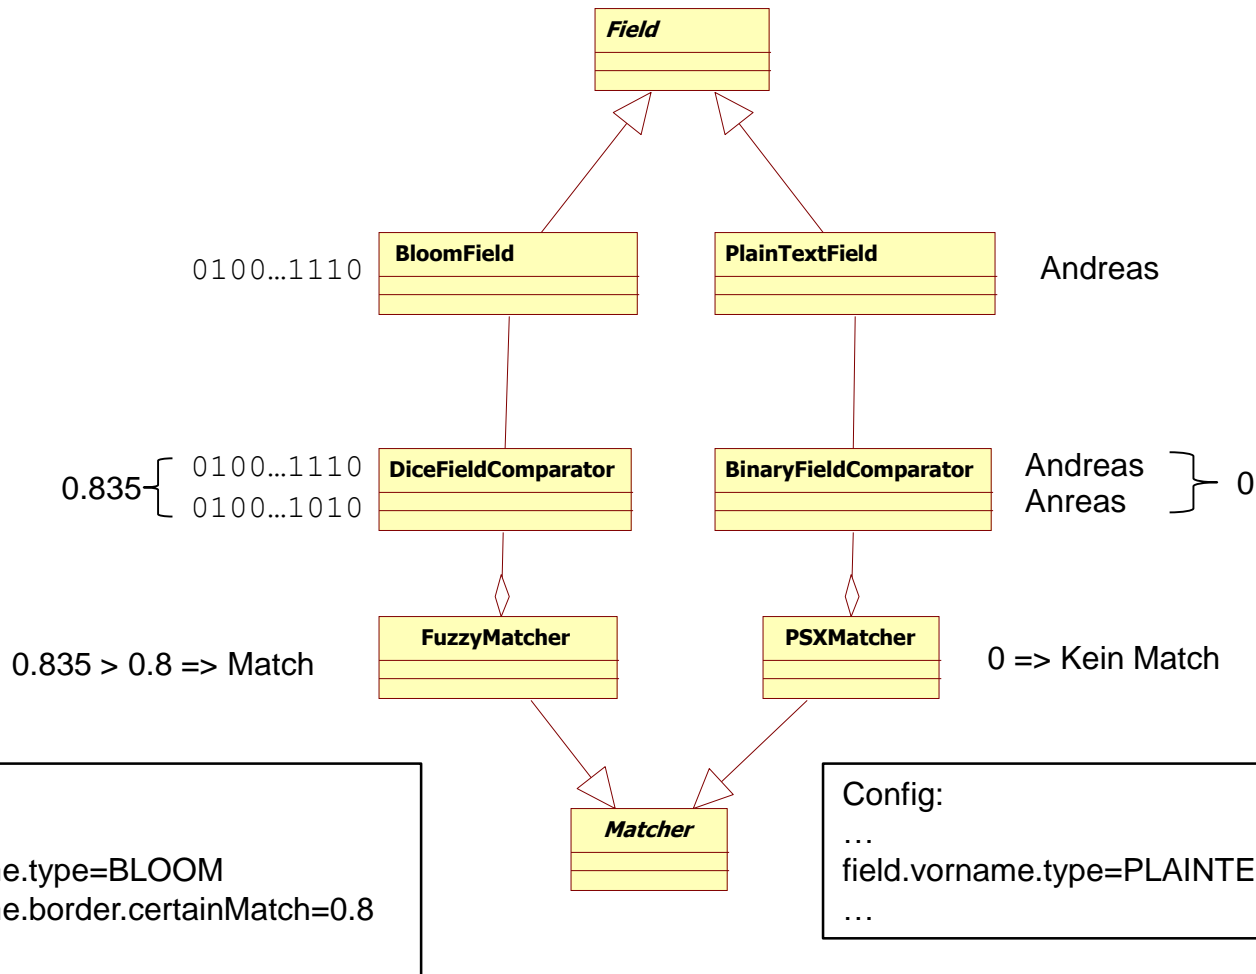 Field
BloomField
PlainTextField
0100…1110
Andreas
DiceFieldComparator
BinaryFieldComparator
0100…1110
0100…1010
0.835
Andreas
Anreas
0
FuzzyMatcher
PSXMatcher
0.835 > 0.8 => Match
0 => Kein Match
Matcher
e.type=BLOOM
e.border.certainMatch=0.8
Config:
…
field.vorname.type=PLAINTE
…